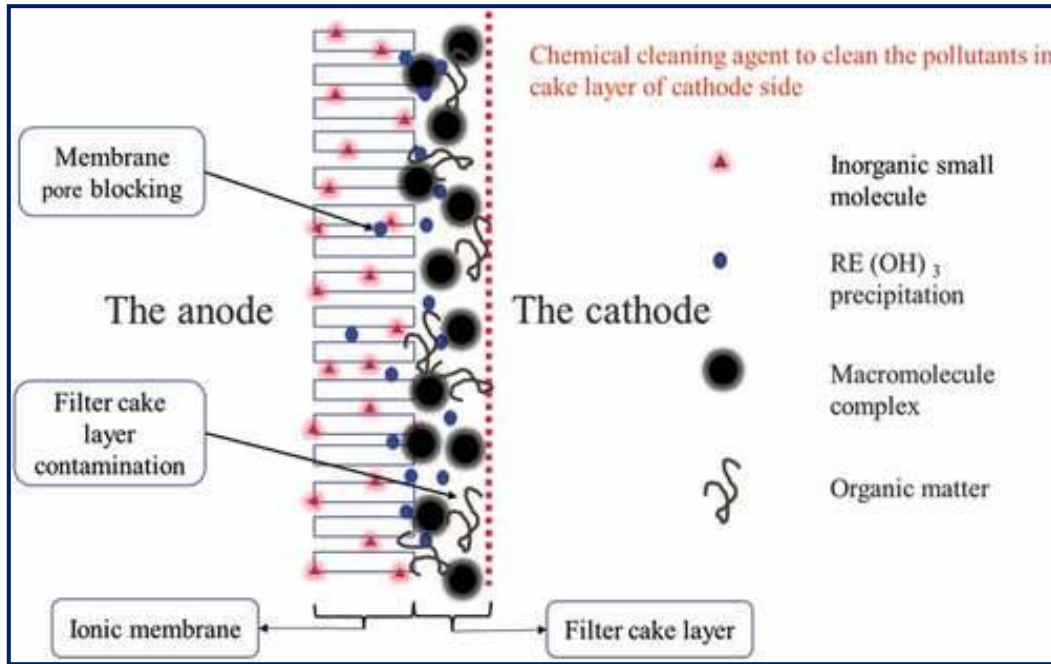 Chemical cleaning agent to clean the pollutants in
cake layer of cathode side
Membrane
pore blocking
Inorganic small
molecule
RE (OH) 3
precipitation
The anode
The cathode
Macromolecule
complex
Filter cake
layer
contamination
Organic matter
Ionic membrane
Filter cake layer